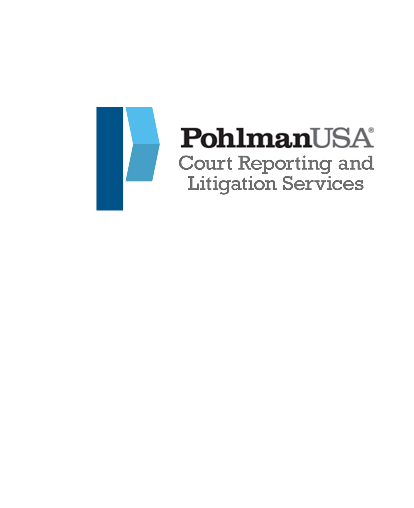 PohlmanUSA®
Court Reporting and
Litigation Services